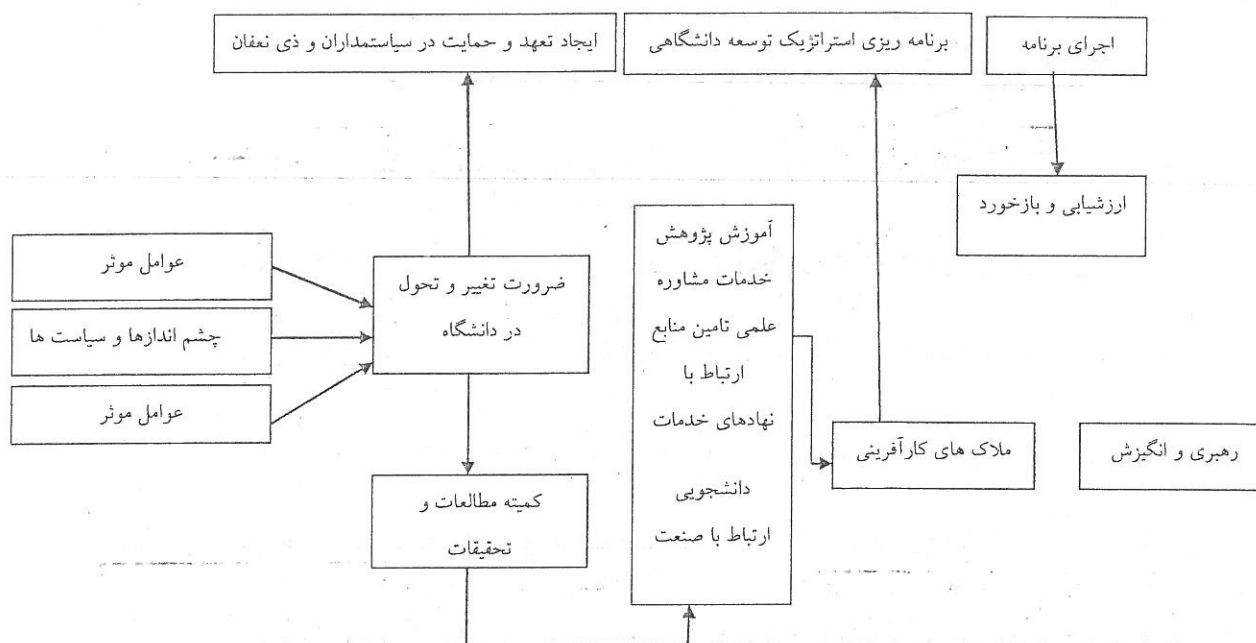 اجرای برنامه
برنامه ریزی استراتژیک توسعه دانشگاهی
ایجاد تعهد و حمایت در سیاستمداران و ذی نعفان
ارزشیابی و بازخورد
آموزش پژوهش
خدمات مشاوره
علمی تامین منابع
ارتباط با
نهادهای خدمات
دانشجویی
ارتباط با صنعت
عوامل موثر
چشم اندازها و سیاست ها
عوامل موثر
ضرورت تغییر و تحول
در دانشگاه
کمیته مطالعات و
تحقیقات
ملاک های کارآفرینی
رهبری و انگیزش